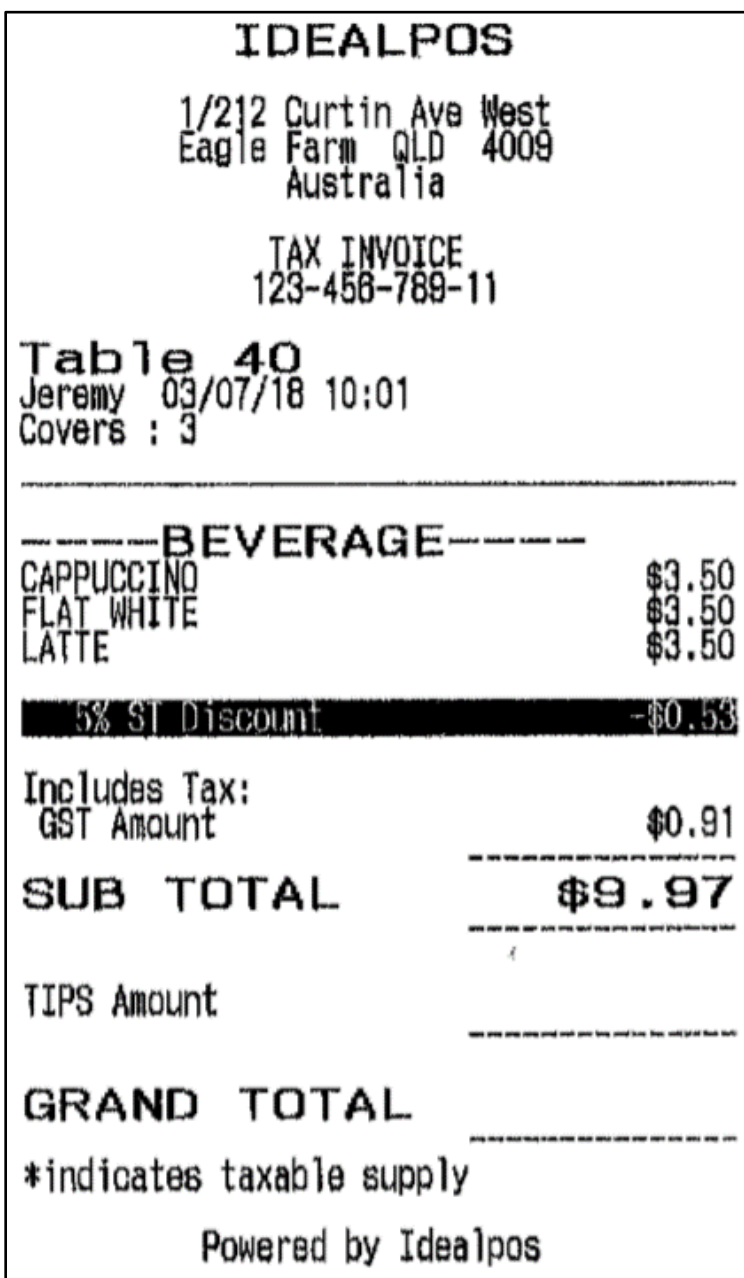 IDEALPOS
1/212 Curtin Ave West
Eagle Farm QLD 4009
Australia
TAX INVOICE
123-456-789-11
Table 40
Jeremy 03/07/18 10:01
Covers : 3
-----BEVERAGE-----
CAPPUCCINO $3.50
FLAT WHITE $3.50
LATTE $3.50
5% ST Discount -$0.53
Includes Tax:
GST Amount $0.91
SUB TOTAL $9.97
TIPS Amount
GRAND TOTAL
*indicates taxable supply
Powered by Idealpos